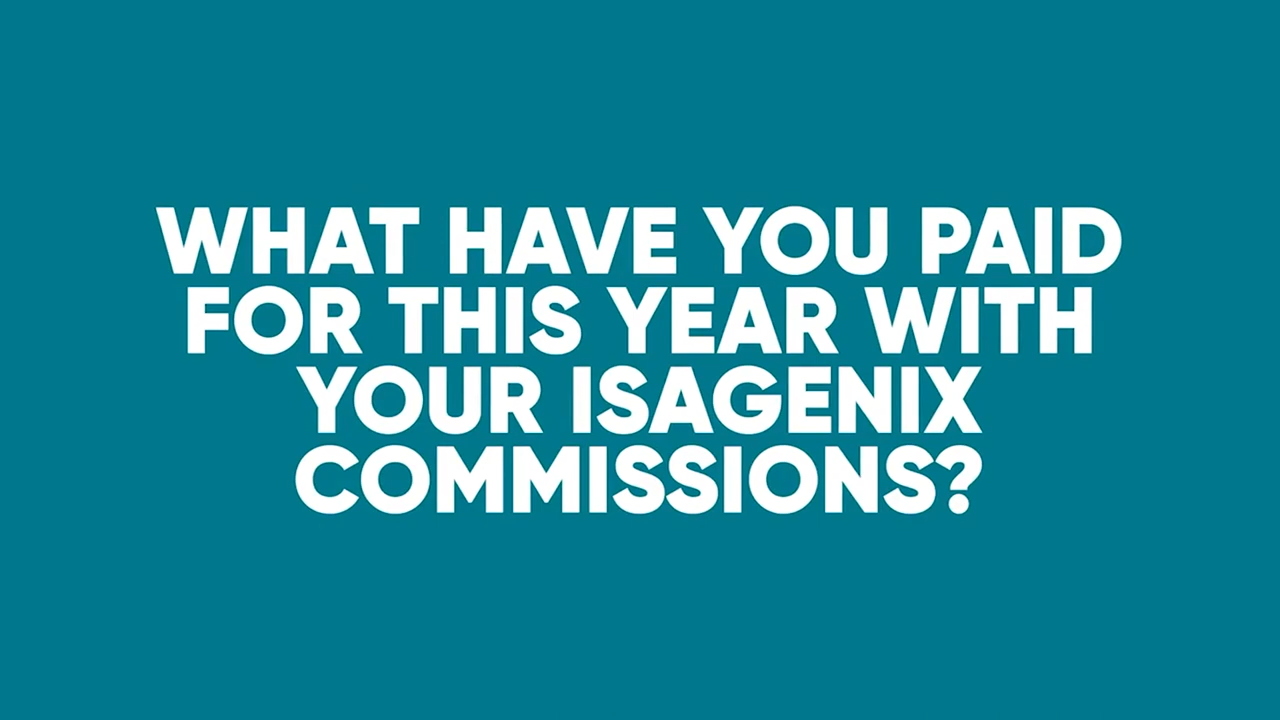 WHAT HAVE YOU PAID
FOR THIS YEAR WITH
YOUR ISAGENIX
COMMISSIONS?